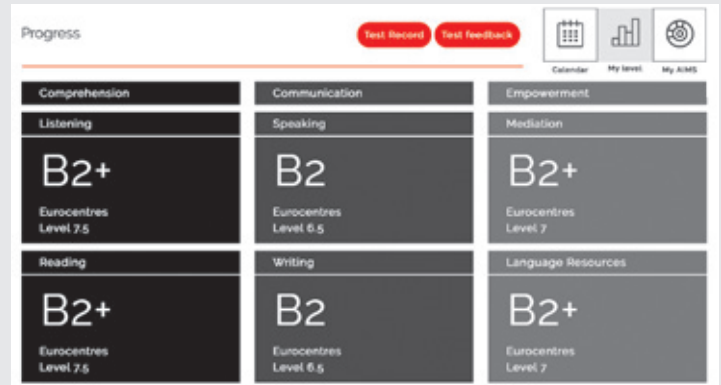 Progress
Test Record
Test feedback
Calendar
My level
My AIMS
Comprehension
Communication
Empowerment
Listening
Speaking
Mediation
B2+
B2
B2+
Eurocentres
Level 7.5
Eurocentres
Level 6.5
Eurocentres
Level 7
Reading
Writing
Language Resources
B2+
B2
B2+
Eurocentres
Level 7.5
Eurocentres
Level 6.5
Eurocentres
Level 7